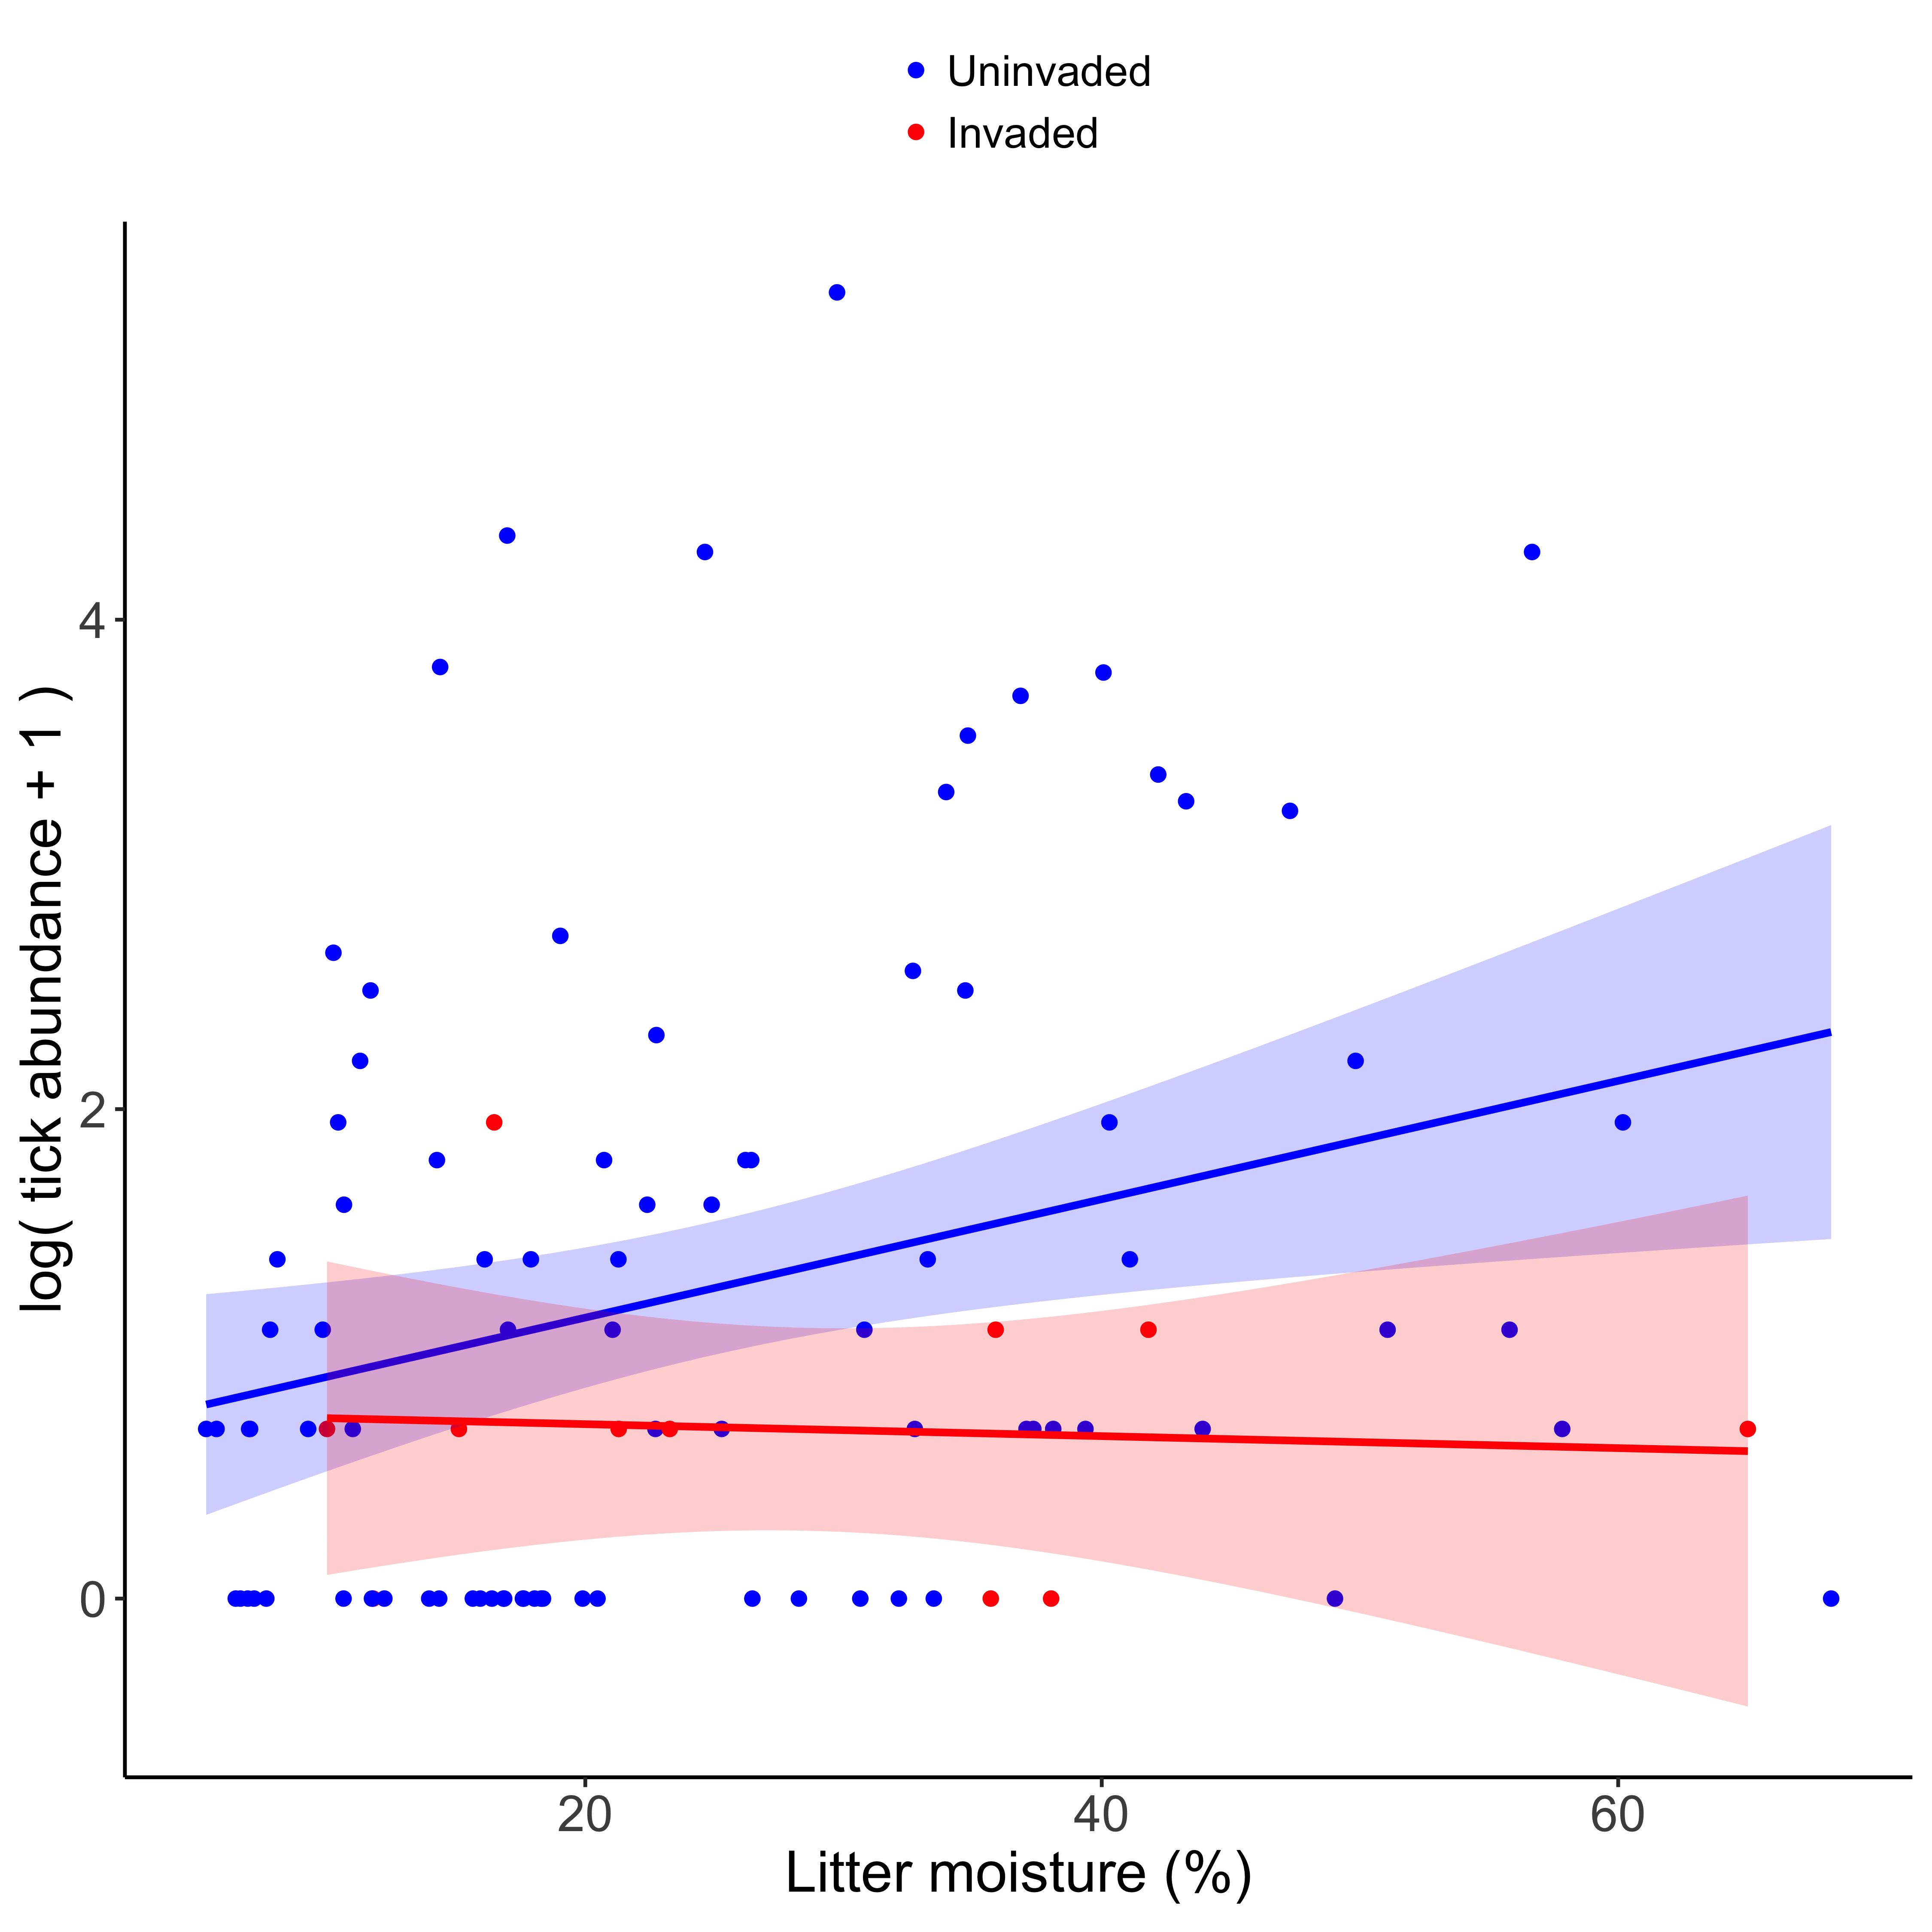 Uninvaded
Invaded
log( tick abundance + 1 )
4
2
0
20 40 60
Litter moisture (%)